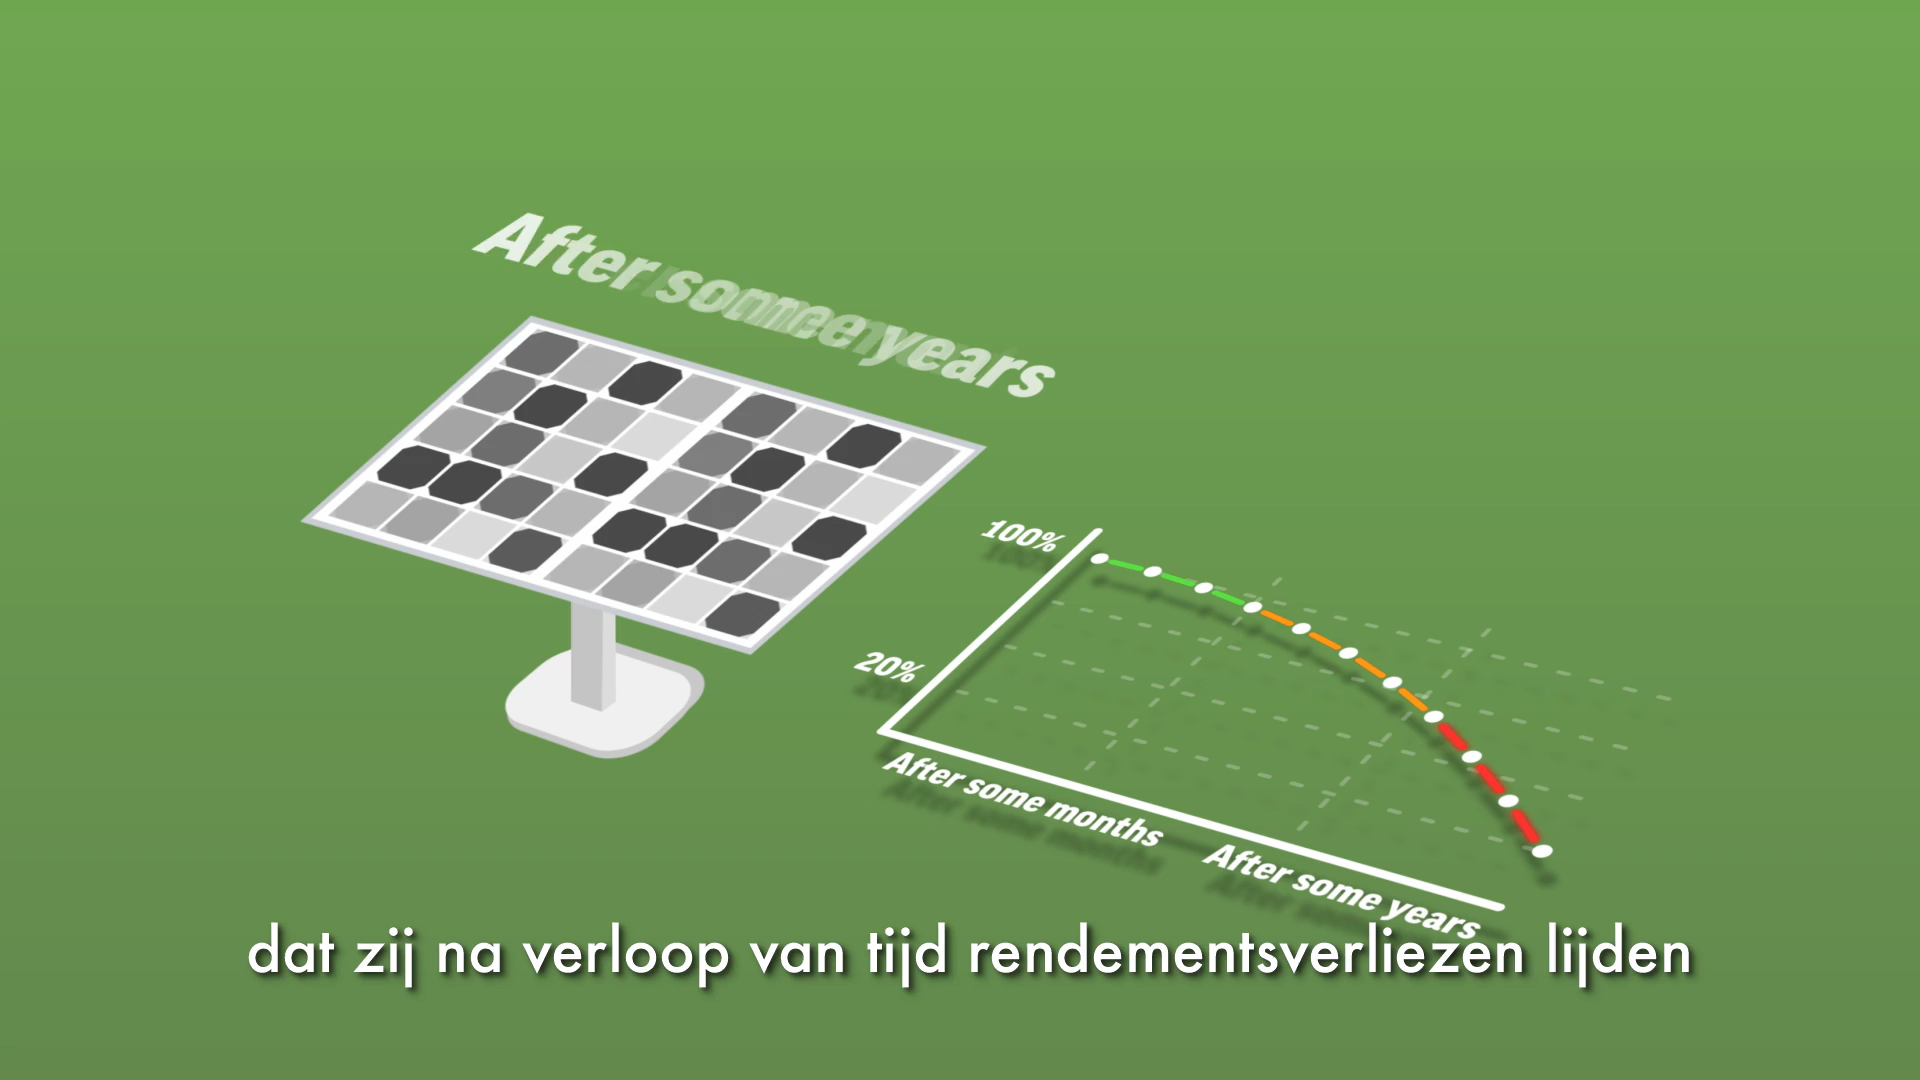 After some years
100%
20%
After some months
After some years
dat zij na verloop van tijd rendementsverliezen lijden